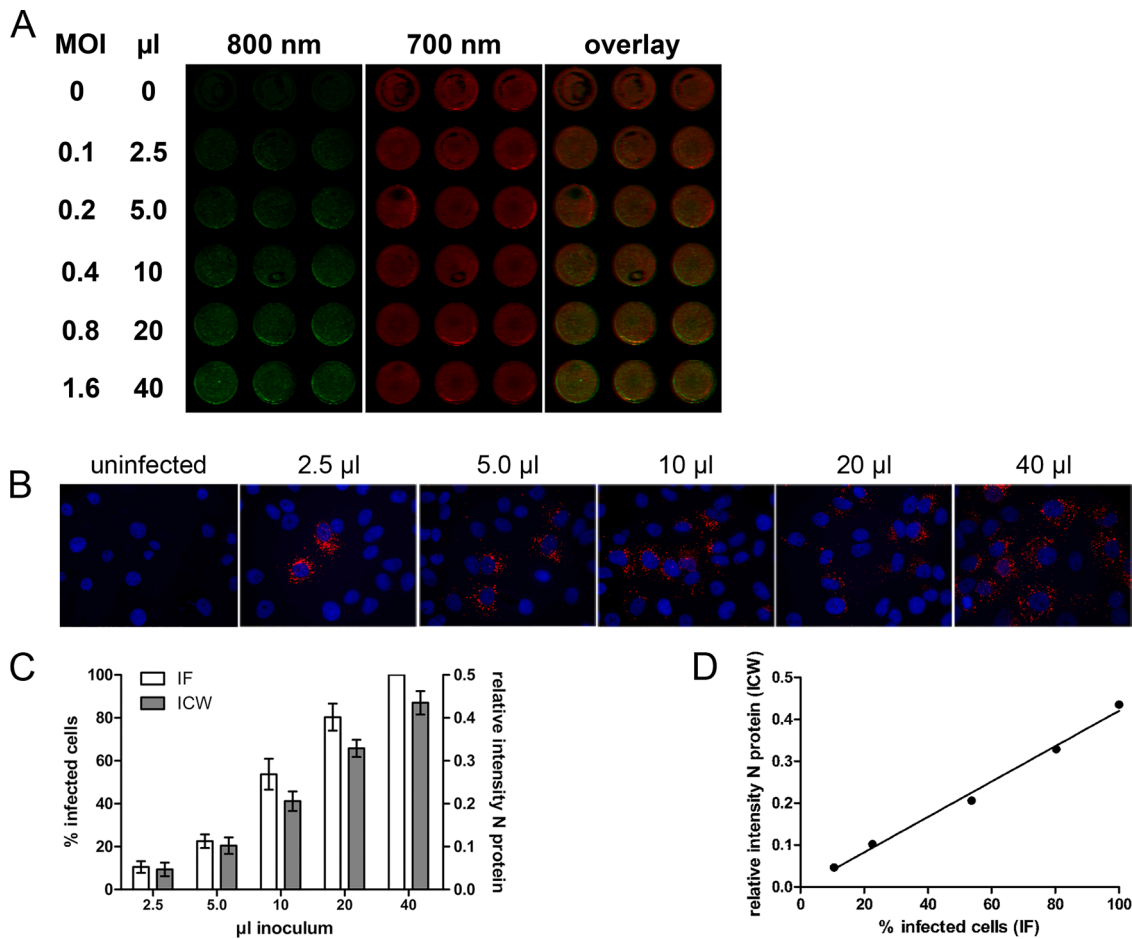 A
MOI µl 800 nm 700 nm overlay
0 0
0.1 2.5
0.2 5.0
0.4 10
0.8 20
1.6 40
B
uninfected 2.5 µl 5.0 µl 10 µl 20 µl 40 µl
C
IF
ICW
% infected cells
100
80
60
40
20
0
relative intensity N protein
0.5
0.4
0.3
0.2
0.1
0.0
2.5 5.0 10 20 40
µl inoculum
D
relative intensity N protein (ICW)
0.5
0.4
0.3
0.2
0.1
0.0
0 20 40 60 80 100
% infected cells (IF)